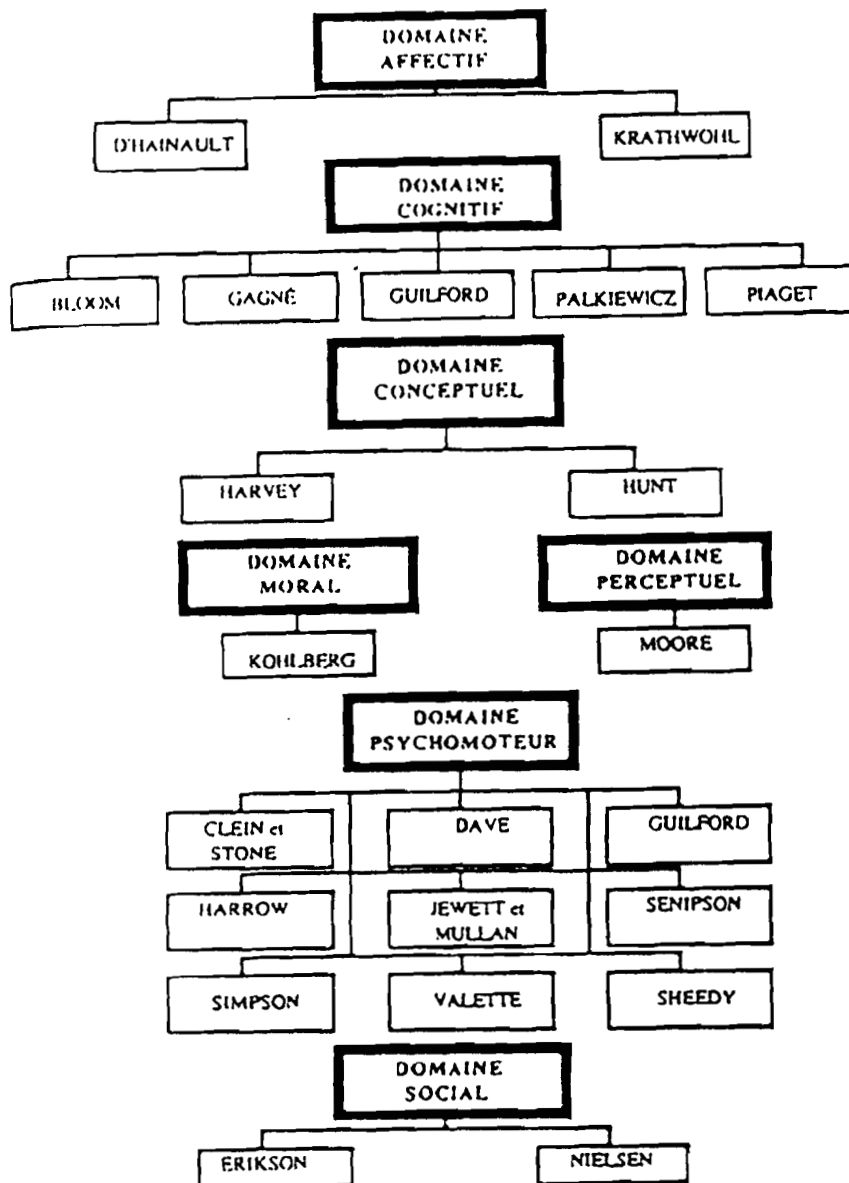 DOMAINE
AFFECTIF
D'HAINAULT
KRATHWOHL
DOMAINE
COGNITIF
BLOOM
GAGNÉ
GUILFORD
PALKIEWICZ
PIAGET
DOMAINE
CONCEPTUEL
HARVEY
HUNT
DOMAINE
MORAL
DOMAINE
PERCEPTUEL
KOHLBERG
MOORE
DOMAINE
PSYCHOMOTEUR
CLEIN et
STONE
DAVE
GUILFORD
HARROW
JEWETT et
MULLAN
SENIPSON
SIMPSON
VALETTE
SHEEDY
DOMAINE
SOCIAL
ERIKSON
NIELSEN